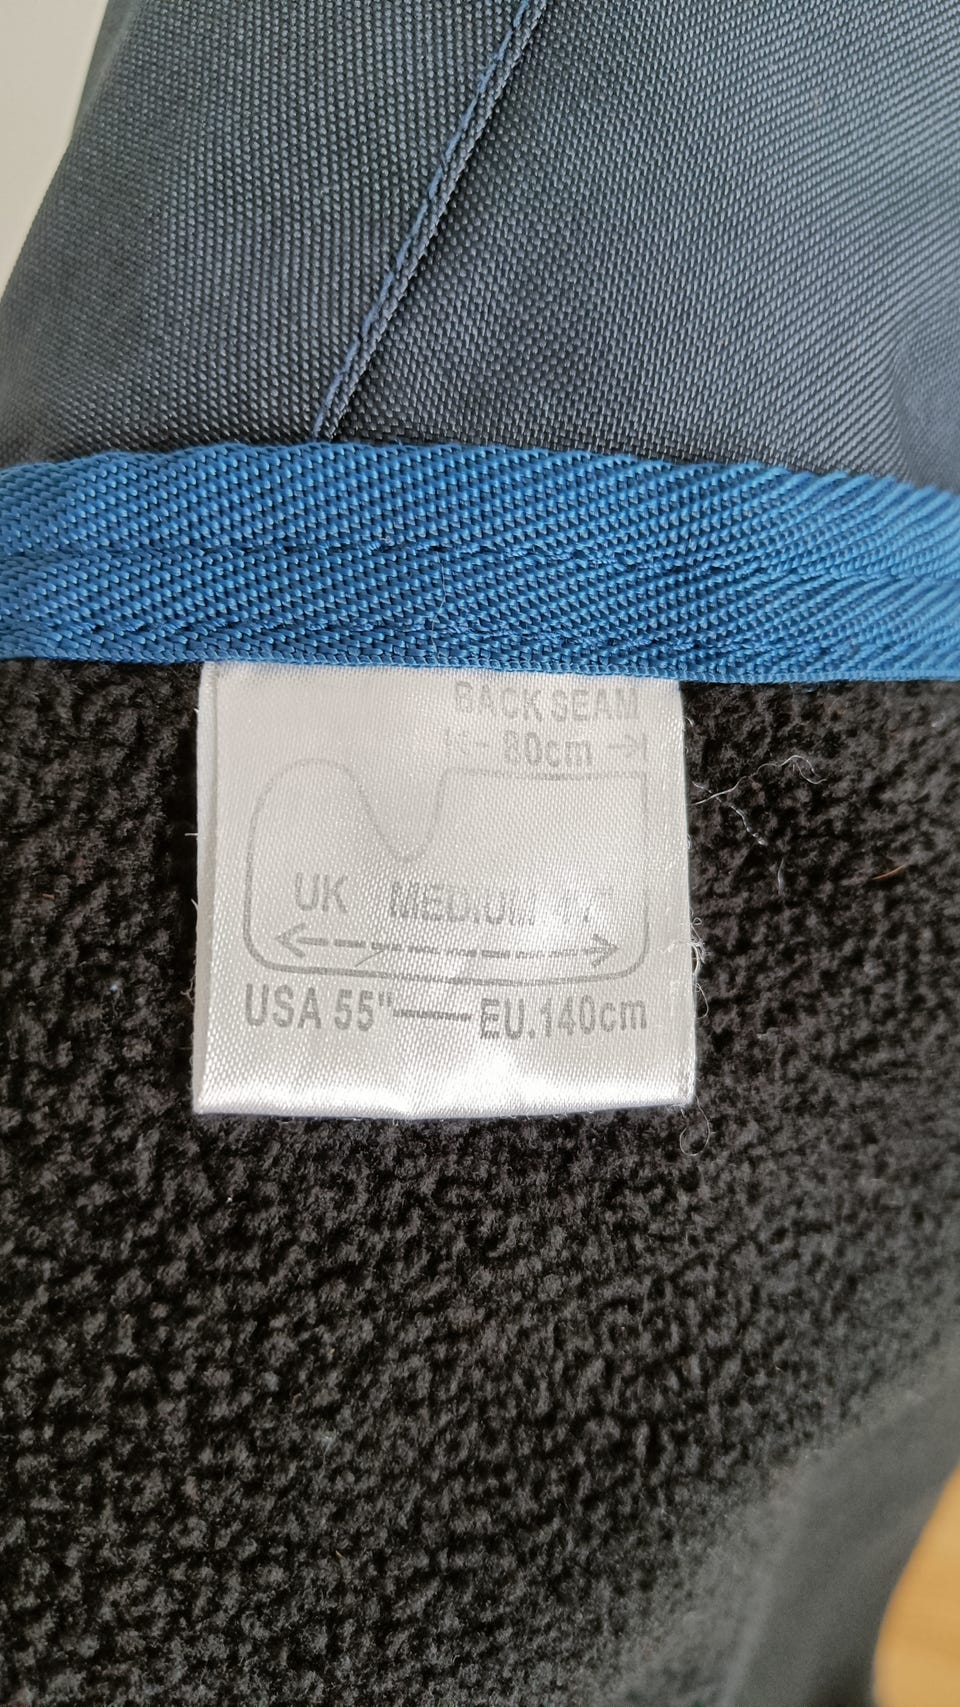 BACK SEAM
80cm
UK MEDIUM
USA 55" EU.140cm